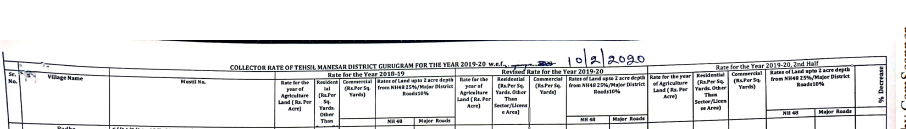 COLLECTOR RATE OF TEHSIL MANESAR DISTRICT GURUGRAM FOR THE YEAR 2019-20 w.e.f. 10/2/2020
Sr. No.
Village Name
Mustil No.
Rate for the Year 2018-19
Rate for the year of Agriculture Land ( Rs. Per Acre)
Resident ial (Rs.Per Sq. Yards. Other Than
Commercial (Rs.Per Sq. Yards)
Rates of Land upto 2 acre depth from NH48 25%/Major District Roads10%
NH 48
Major Roads
Revised Rate for the Year 2019-20
Rate for the year of Agriculture Land ( Rs. Per Acre)
Residential (Rs.Per Sq. Yards. Other Than Sector/Licens e Area)
Commercial (Rs.Per Sq. Yards)
Rates of Land upto 2 acre depth from NH48 25%/Major District Roads10%
NH 48
Major Roads
Rate for the Year 2019-20, 2nd Half
Rate for the year of Agriculture Land (Rs. Per Acre)
Residential (Rs.Per Sq. Yards. Other Than Sector/Licens e Area)
Commercial (Rs.Per Sq. Yards)
Rates of Land upto 2 acre depth from NH48 25%/Major District Roads10%
NH 48
Major Roads
% Decrease